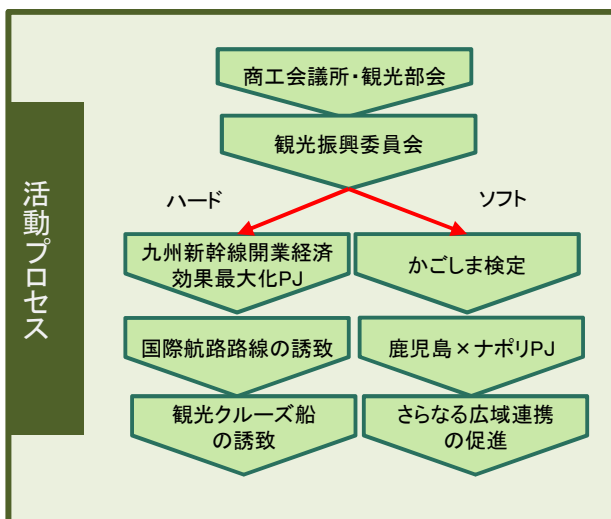 活動プロセス
商工会議所・観光部会
観光振興委員会
ハード
ソフト
九州新幹線開業経済
効果最大化PJ
かごしま検定
国際航路路線の誘致
鹿児島×ナポリPJ
観光クルーズ船
の誘致
さらなる広域連携
の促進